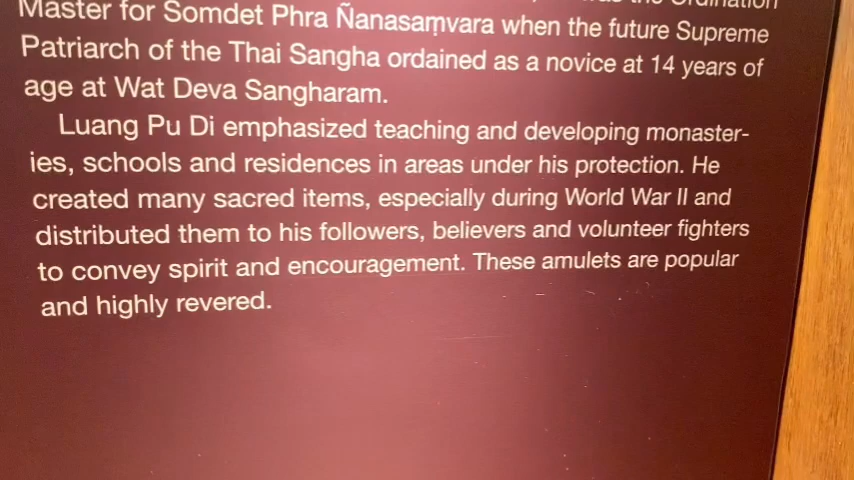 the Ordination
Master for Somdet Phra Ñanasaṃvara when the future Supreme
Patriarch of the Thai Sangha ordained as a novice at 14 years of
age at Wat Deva Sangharam.
Luang Pu Di emphasized teaching and developing monaster-
ies, schools and residences in areas under his protection. He
created many sacred items, especially during World War II and
distributed them to his followers, believers and volunteer fighters
to convey spirit and encouragement. These amulets are popular
and highly revered.